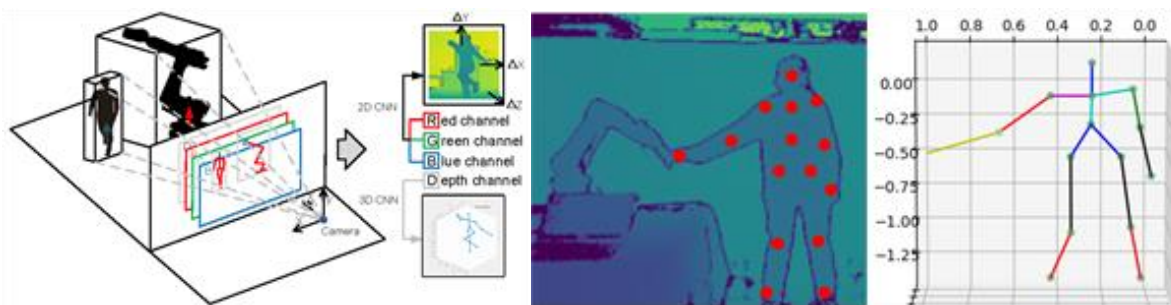 ΔY
ΔX
ΔZ
2D CNN
Red channel
Green channel
Blue channel
Depth channel
3D CNN
Camera
1.0 0.8 0.6 0.4 0.2 0.0
0.00
−0.25
−0.50
−0.75
−1.00
−1.25